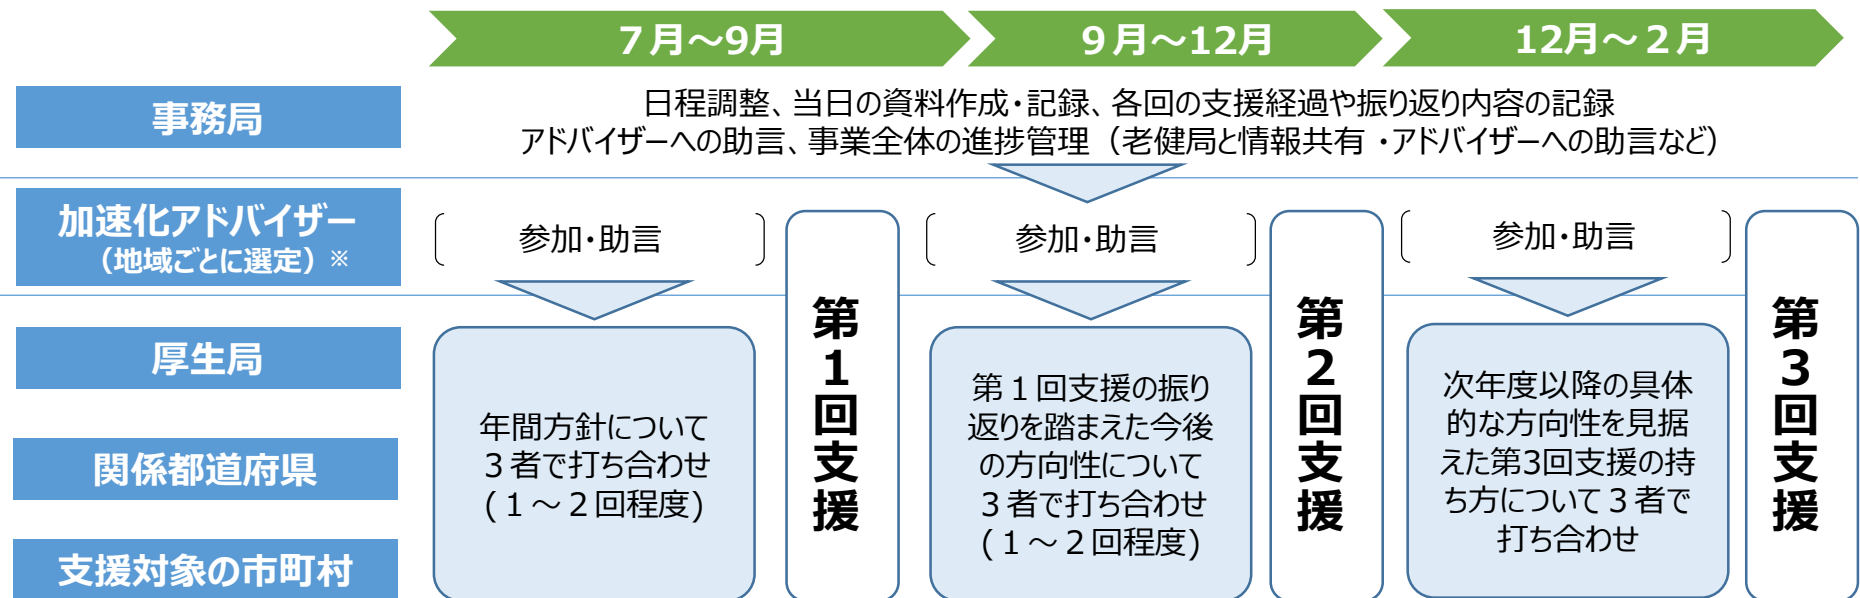 7月～9月
9月～12月
12月～2月
事務局
日程調整、当日の資料作成・記録、各回の支援経過や振り返り内容の記録
アドバイザーへの助言、事業全体の進捗管理（老健局と情報共有・アドバイザーへの助言など）
加速化アドバイザー
（地域ごとに選定）※
参加・助言
参加・助言
参加・助言
厚生局
関係都道府県
支援対象の市町村
年間方針について
3者で打ち合わせ
(1～2回程度)
第1回支援
第1回支援の振り
返りを踏まえた今後
の方向性について
3者で打ち合わせ
(1～2回程度)
第2回支援
次年度以降の具体
的な方向性を見据
えた第3回支援の持
ち方について3者で
打ち合わせ
第3回支援